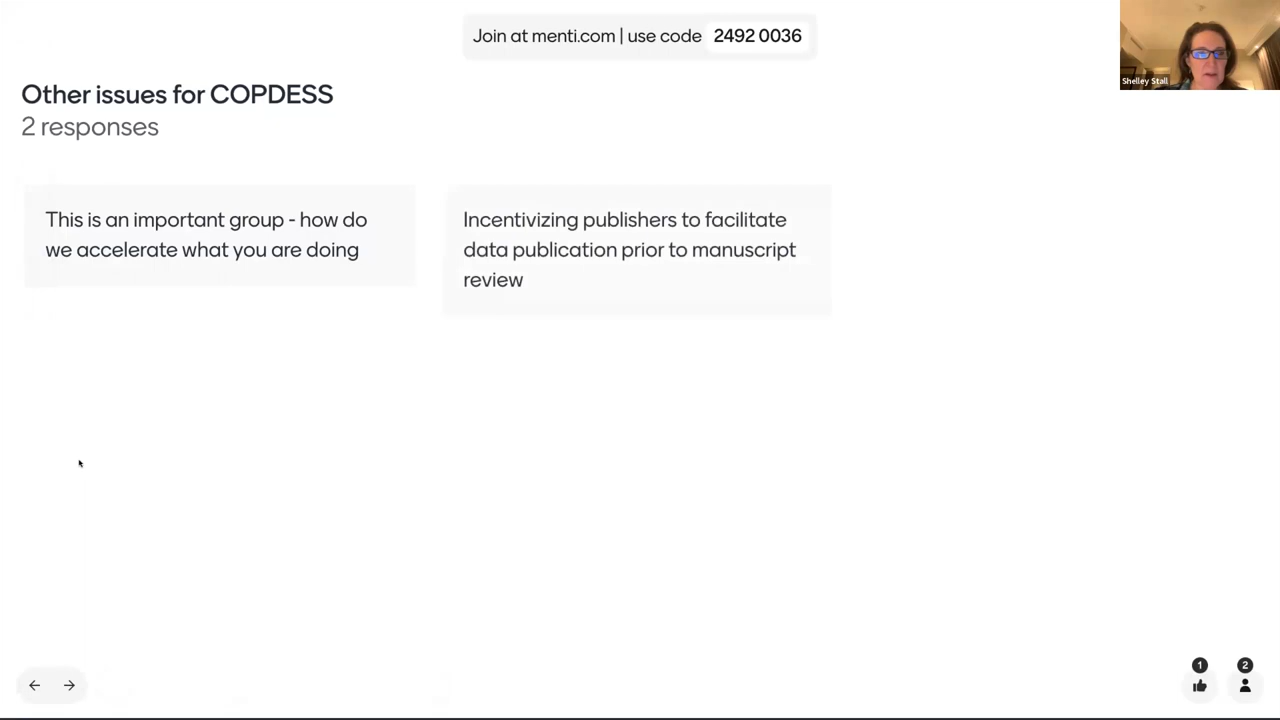 Join at menti.com | use code 2492 0036
Shelley Stall
Other issues for COPDESS
2 responses
This is an important group - how do
we accelerate what you are doing
Incentivizing publishers to facilitate
data publication prior to manuscript
review
1
2